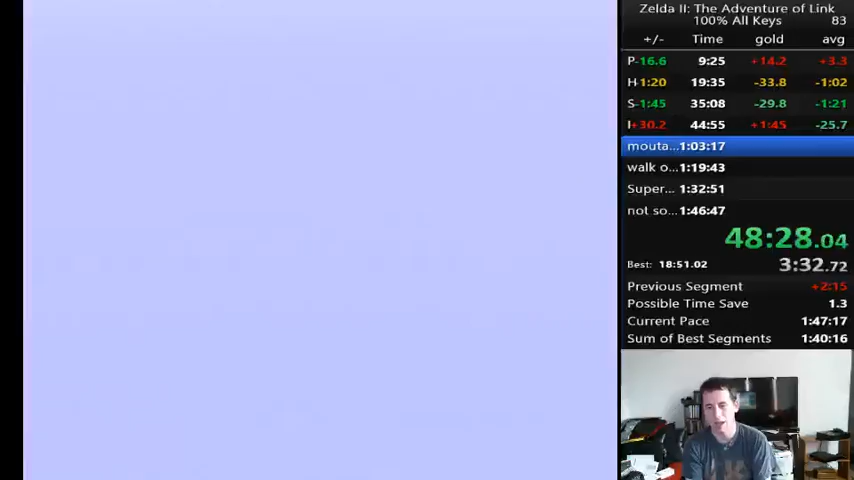 Zelda II: The Adventure of Link
100% All Keys 83
+/- Time gold avg
P-16.6 9:25 +14.2 +3.3
H-1:20 19:35 -33.8 -1:02
S-1:45 35:08 -29.8 -1:21
I+30.2 44:55 +1:45 -25.7
mouta...1:03:17
walk o...1:19:43
Super... 1:32:51
not so...1:46:47
48:28.04
Best: 18:51.02 3:32.72
Previous Segment +2:15
Possible Time Save 1.3
Current Pace 1:47:17
Sum of Best Segments 1:40:16